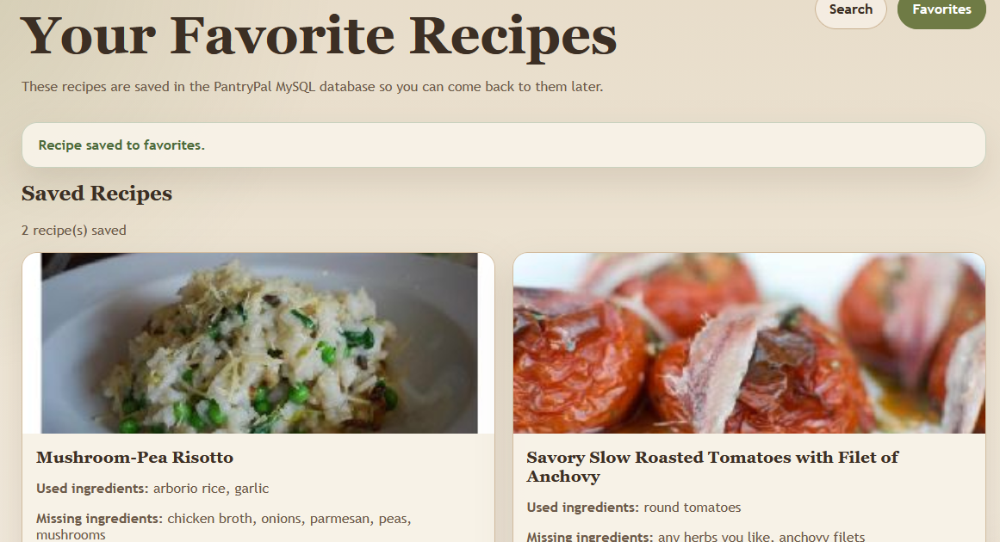 Search
Favorites
Your Favorite Recipes
These recipes are saved in the PantryPal MySQL database so you can come back to them later.
Recipe saved to favorites.
Saved Recipes
2 recipe(s) saved
Mushroom-Pea Risotto
Used ingredients: arborio rice, garlic
Missing ingredients: chicken broth, onions, parmesan, peas,
mushrooms
Savory Slow Roasted Tomatoes with Filet of
Anchovy
Used ingredients: round tomatoes
Missing ingredients: any herbs you like, anchovy filets